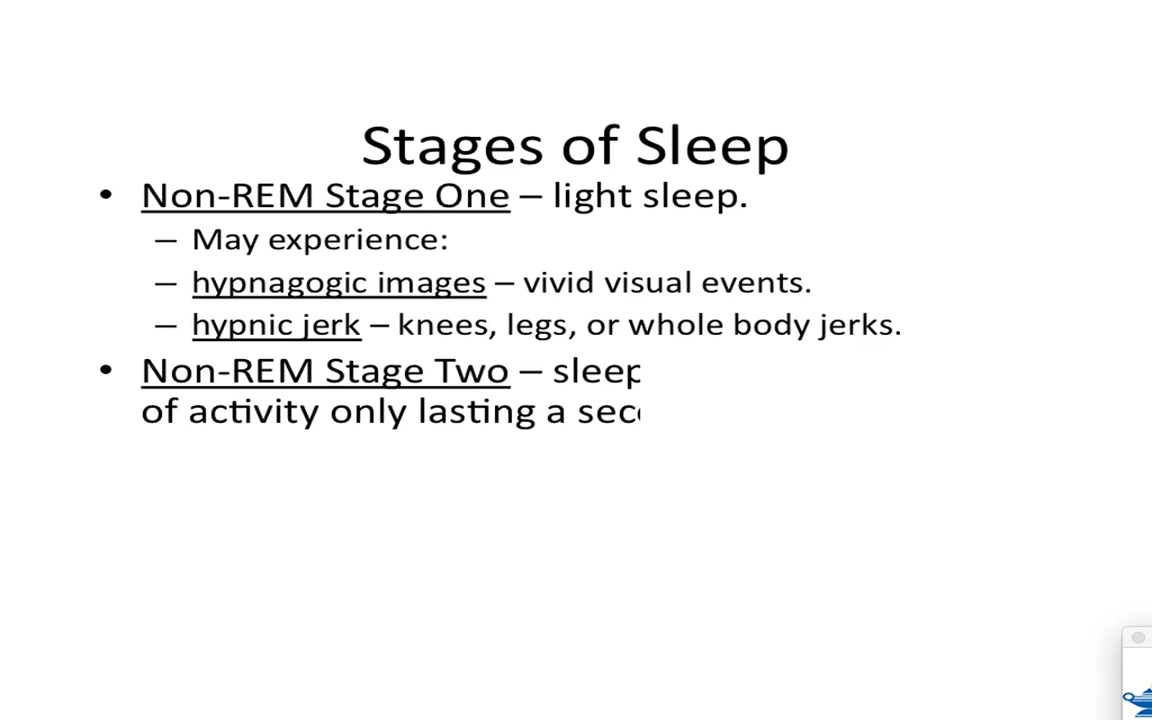 Stages of Sleep
• Non-REM Stage One – light sleep.
– May experience:
– hypnagogic images – vivid visual events.
– hypnic jerk – knees, legs, or whole body jerks.
• Non-REM Stage Two – sleep
of activity only lasting a sec